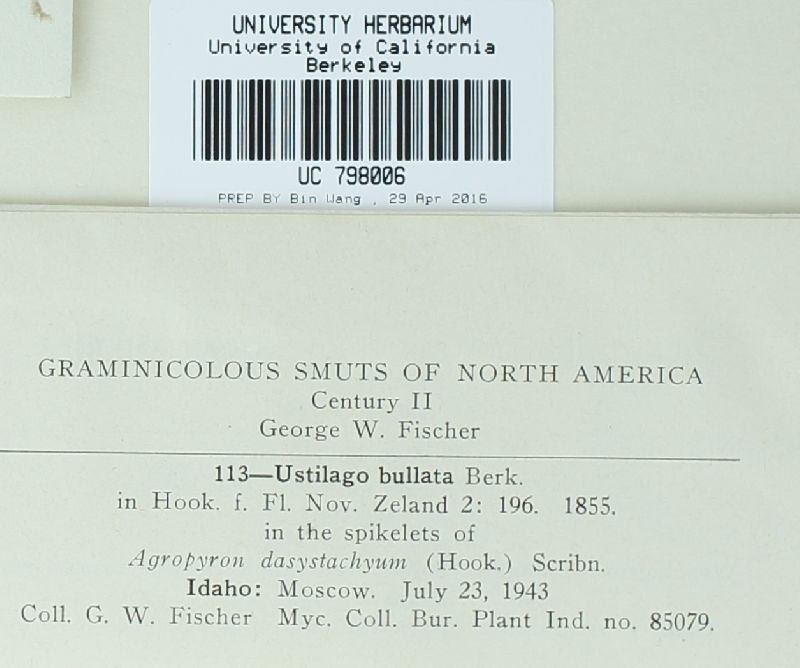 UNIVERSITY HERBARIUM
University of California
Berkeley
UC 798006
PREP BY Bin Wang , 29 Apr 2016
GRAMINICOLOUS SMUTS OF NORTH AMERICA
Century II
George W. Fischer
113—Ustilago bullata Berk.
in Hook. f. Fl. Nov. Zeland 2: 196. 1855.
in the spikelets of
Agropyron dasystachyum (Hook.) Scribn.
Idaho: Moscow. July 23, 1943
Coll. G. W. Fischer Myc. Coll. Bur. Plant Ind. no. 85079.